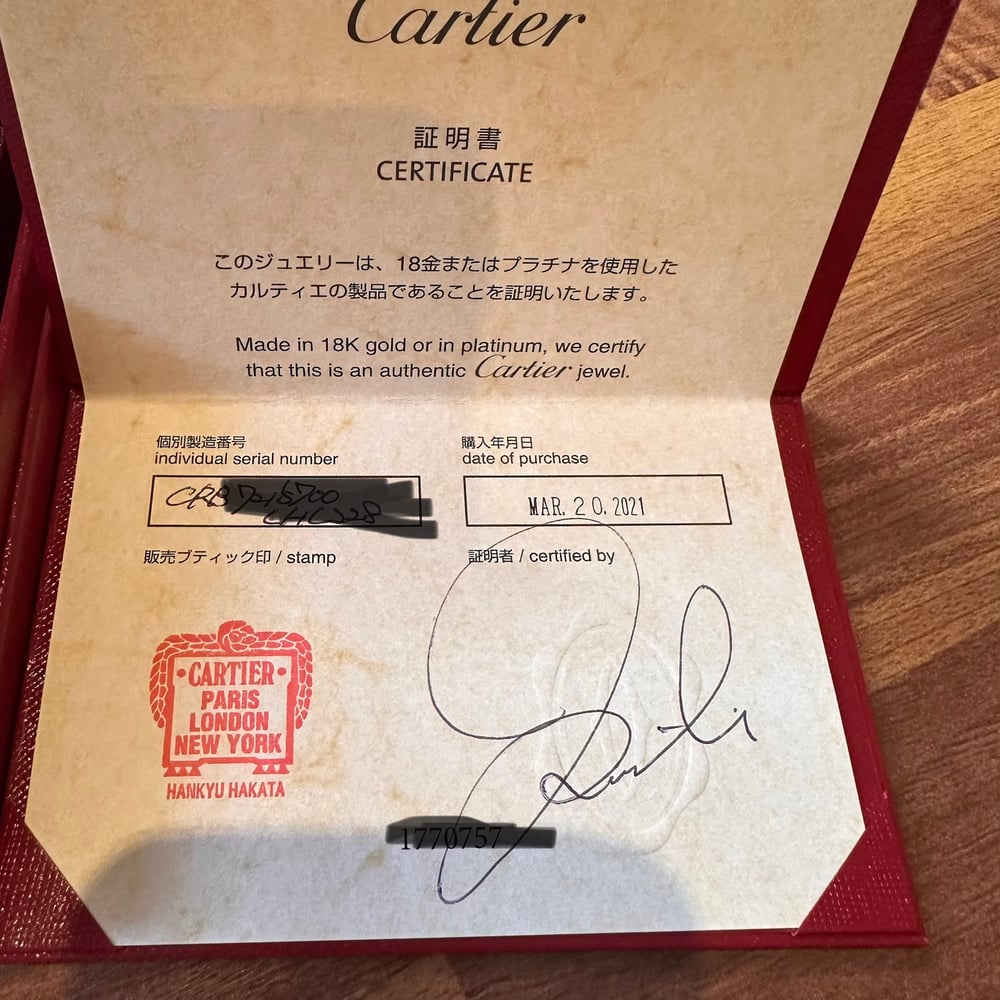 Cartier
証明書
CERTIFICATE
このジュエリーは、18金またはプラチナを使用した
カルティエの製品であることを証明いたします。
Made in 18K gold or in platinum, we certify
that this is an authentic Cartier jewel.
個別製造番号
individual serial number
購入年月日
date of purchase
MAR. 20. 2021
販売ブティック印 / stamp
証明者 / certified by
CARTIER
PARIS
LONDON
NEW YORK
HANKYU HAKATA
1770757